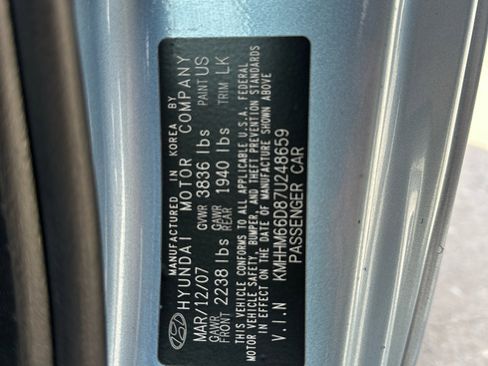 MANUFACTURED IN KOREA BY
HYUNDAI MOTOR COMPANY
MAR/12/07 GVWR 3836 lbs PAINT US
GAWR FRONT 2238 lbs GAWR REAR 1940 lbs TRIM LK
THIS VEHICLE CONFORMS TO ALL APPLICABLE U.S.A. FEDERAL
MOTOR VEHICLE SAFETY, BUMPER, AND THEFT PREVENTION STANDARDS
IN EFFECT ON THE DATE OF MANUFACTURE SHOWN ABOVE
V.I.N KMHHM66D87U248659
PASSENGER CAR